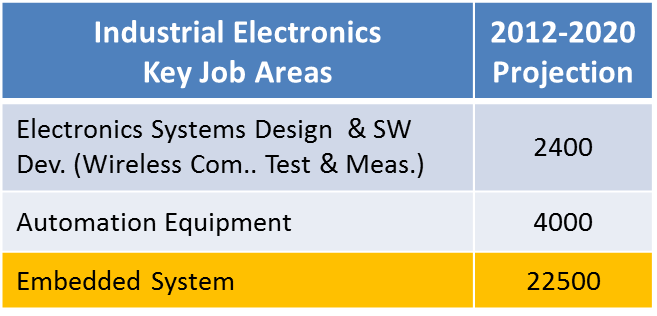 Industrial Electronics
Key Job Areas
2012-2020
Projection
Electronics Systems Design & SW
Dev. (Wireless Com.. Test & Meas.)
2400
Automation Equipment
4000
Embedded System
22500